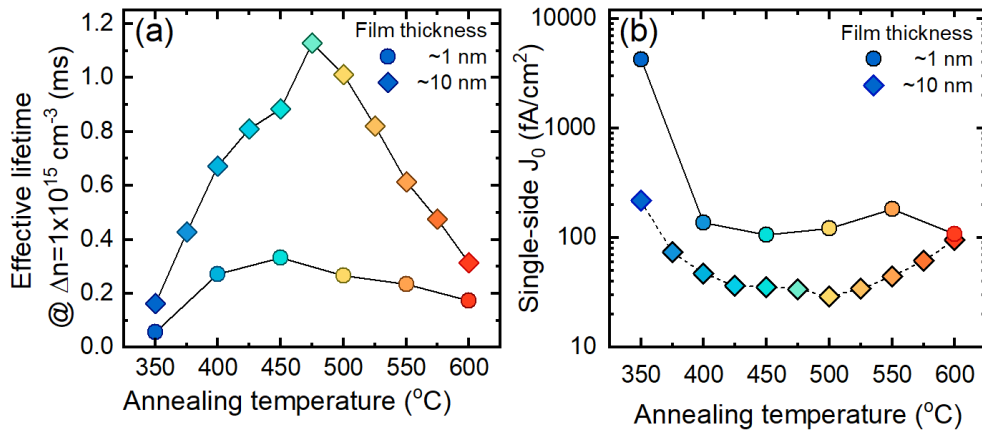 (a)
Film thickness
~1 nm
~10 nm
Effective lifetime
@ Δn=1x10¹⁵ cm⁻³ (ms)
1.2
1.0
0.8
0.6
0.4
0.2
0.0
350 400 450 500 550 600
Annealing temperature (°C)
(b)
Film thickness
~1 nm
~10 nm
Single-side J₀ (fA/cm²)
10000
1000
100
10
350 400 450 500 550 600
Annealing temperature (°C)